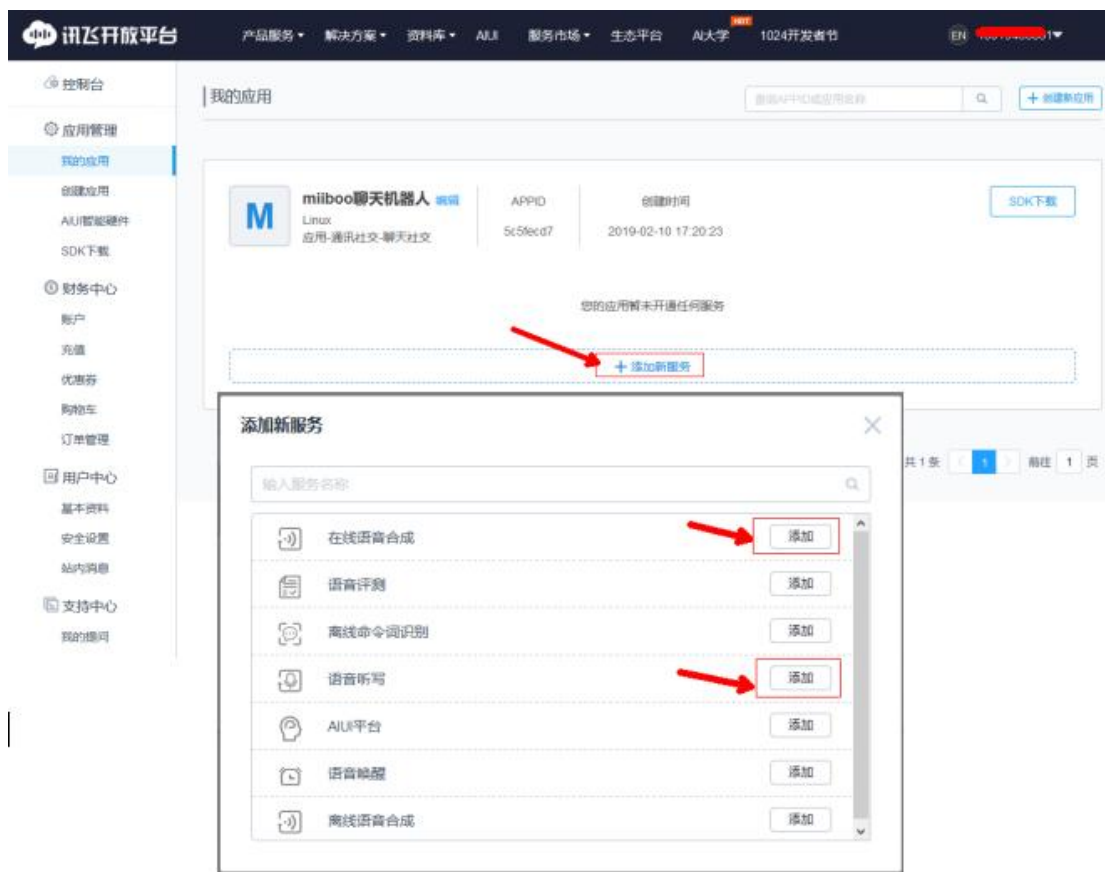 讯飞开放平台
产品服务 解决方案 资料库 AIUI 服务市场 生态平台 AI大学 HOT 1024开发者节 EN
控制台
应用管理
我的应用
创建应用
AIUI智能硬件
SDK下载
财务中心
账户
充值
优惠券
购物车
订单管理
用户中心
基本资料
安全设置
站内消息
支持中心
我的提问
我的应用
查询APPID或应用名称
+ 创建新应用
M
miiboo聊天机器人 编辑
Linux
应用-通讯社交-聊天社交
APPID
5c5fecd7
创建时间
2019-02-10 17:20:23
SDK下载
您的应用暂未开通任何服务
+ 添加新服务
共 1 条 1 前往 1 页
添加新服务
输入服务名称
在线语音合成 添加
语音评测 添加
离线命令词识别 添加
语音听写 添加
AIUI平台 添加
语音唤醒 添加
离线语音合成 添加